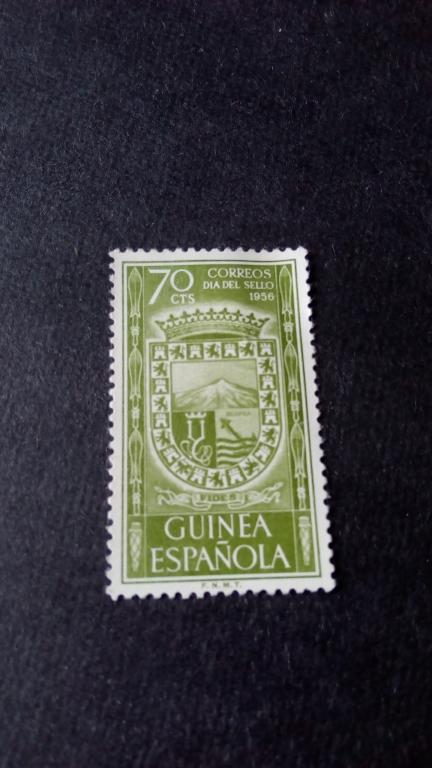 70 CTS
CORREOS
DIA DEL SELLO
1956
FIDES
GUINEA
ESPAÑOLA
F.N.M.T.